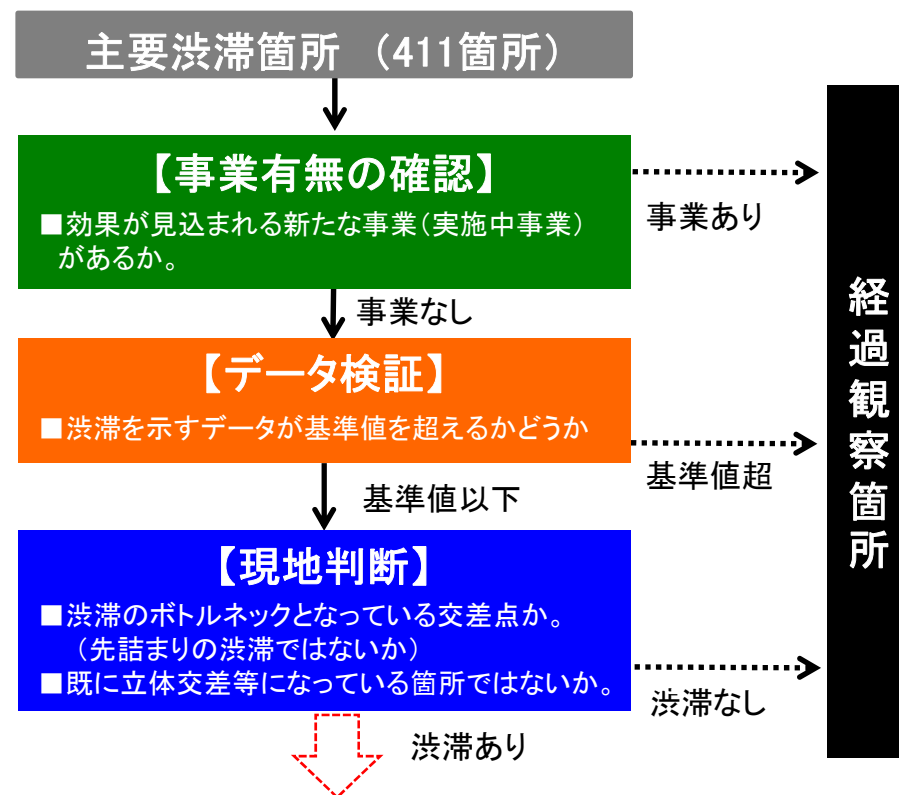 主要渋滞箇所 （411箇所）
【事業有無の確認】
■効果が見込まれる新たな事業（実施中事業）
があるか。
事業あり
事業なし
【データ検証】
■渋滞を示すデータが基準値を超えるかどうか
基準値超
基準値以下
【現地判断】
■渋滞のボトルネックとなっている交差点か。
（先詰まりの渋滞ではないか）
■既に立体交差等になっている箇所ではないか。
渋滞なし
渋滞あり
経過観察箇所